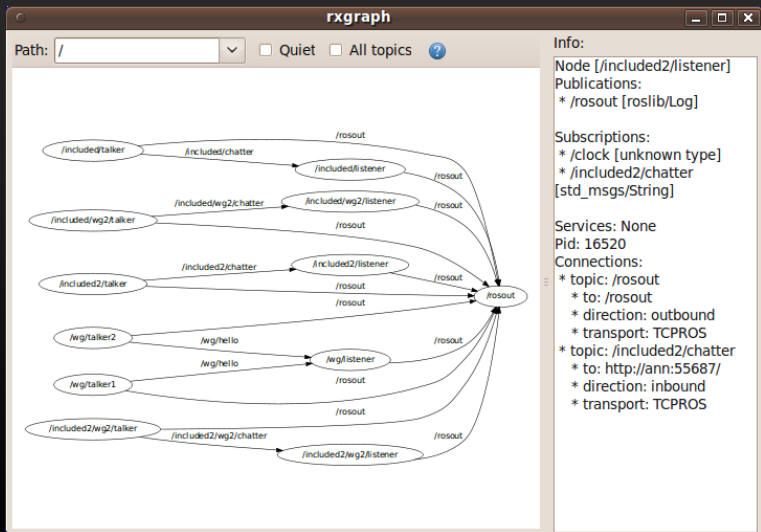 rxgraph
Path: / Quiet All topics ?
Info:
/rosout
/included/talker
/included/chatter
/included/listener
/rosout
/included/wg2/chatter
/included/wg2/listener
/rosout
/included/wg2/talker
/rosout
/included2/chatter
/included2/listener
/rosout
/included2/talker
/rosout
/rosout
/rosout
/wg/talker2
/wg/hello
/rosout
/wg/listener
/wg/hello
/wg/talker1
/rosout
/rosout
/included2/wg2/talker
/included2/wg2/chatter
/rosout
/included2/wg2/listener
Node [/included2/listener]
Publications:
* /rosout [roslib/Log]
Subscriptions:
* /clock [unknown type]
* /included2/chatter
[std_msgs/String]
Services: None
Pid: 16520
Connections:
* topic: /rosout
* to: /rosout
* direction: outbound
* transport: TCPROS
* topic: /included2/chatter
* to: http://ann:55687/
* direction: inbound
* transport: TCPROS